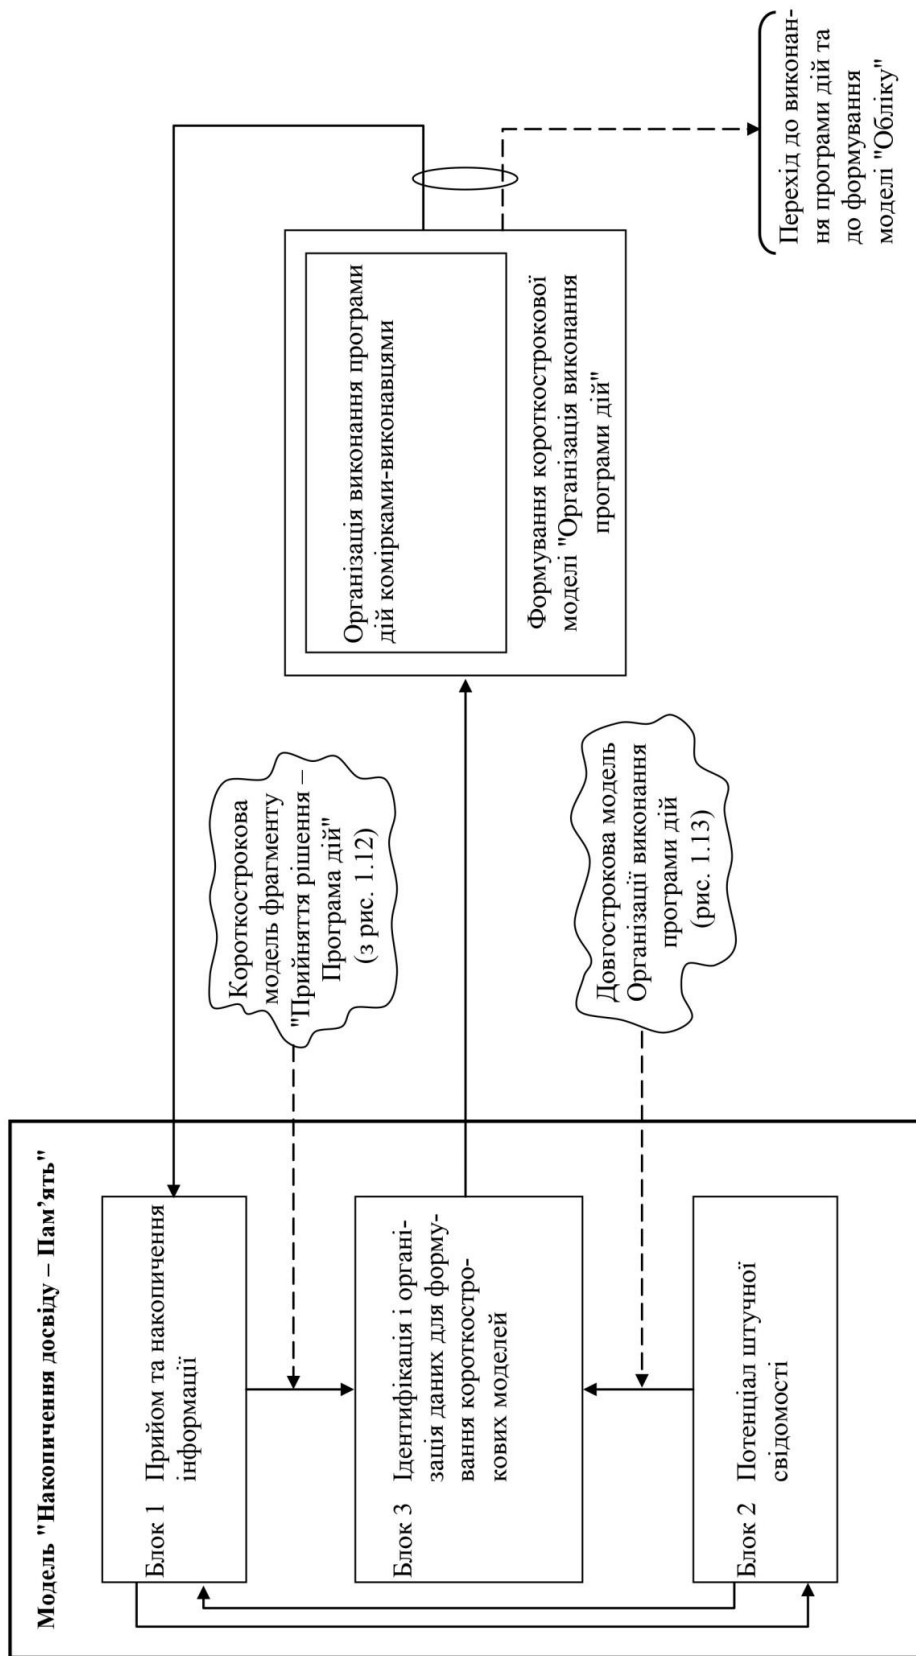 Модель "Накопичення досвіду – Пам’ять"
Блок 1 Прийом та накопичення
інформації
Блок 3 Ідентифікація і органі-
зація даних для форму-
вання короткостро-
кових моделей
Блок 2 Потенціал штучної
свідомості
Короткострокова
модель фрагменту
"Прийняття рішення –
Програма дій"
(з рис. 1.12)
Довгострокова модель
Організації виконання
програми дій
(рис. 1.13)
Організація виконання програми
дій комірками-виконавцями
Формування короткострокової
моделі "Організація виконання
програми дій"
Перехід до виконан-
ня програми дій та
до формування
моделі "Обліку"